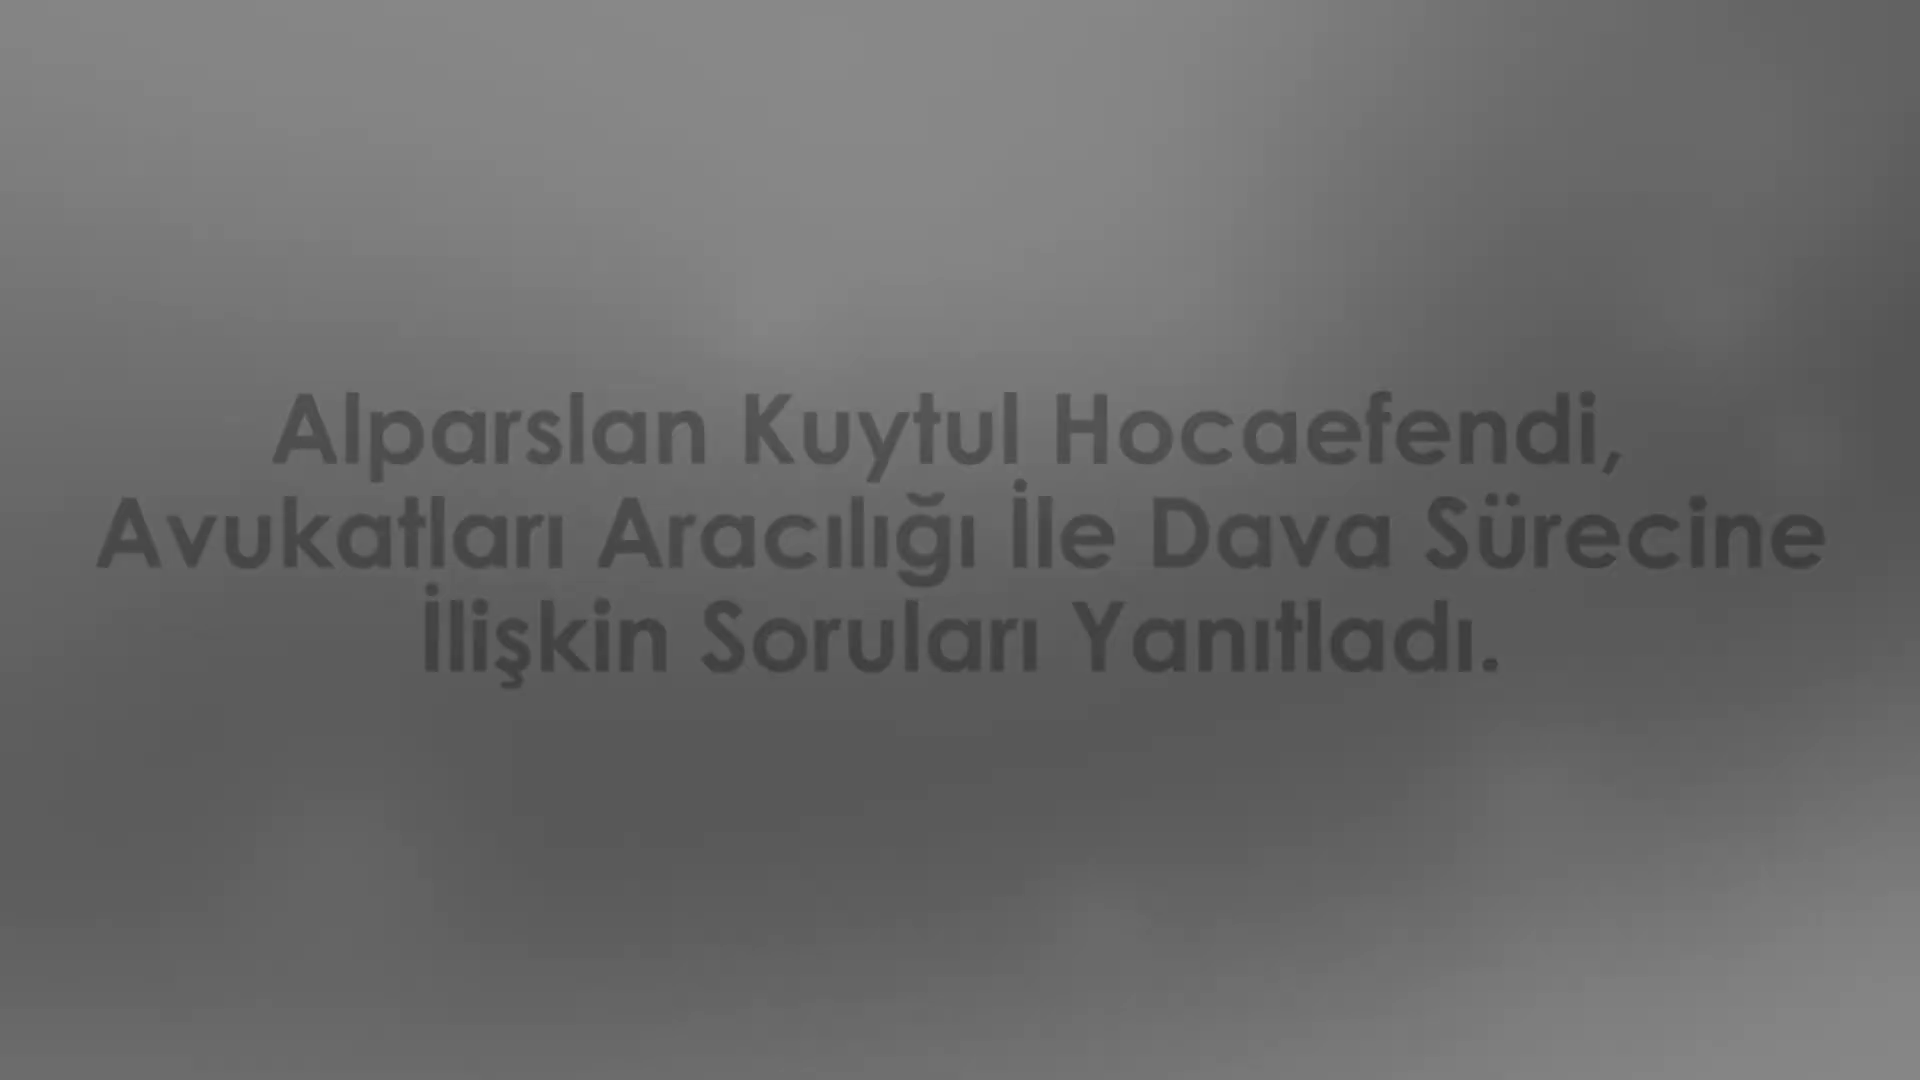 Alparslan Kuytul Hocaefendi,
Avukatları Aracılığı İle Dava Sürecine
İlişkin Soruları Yanıtladı.